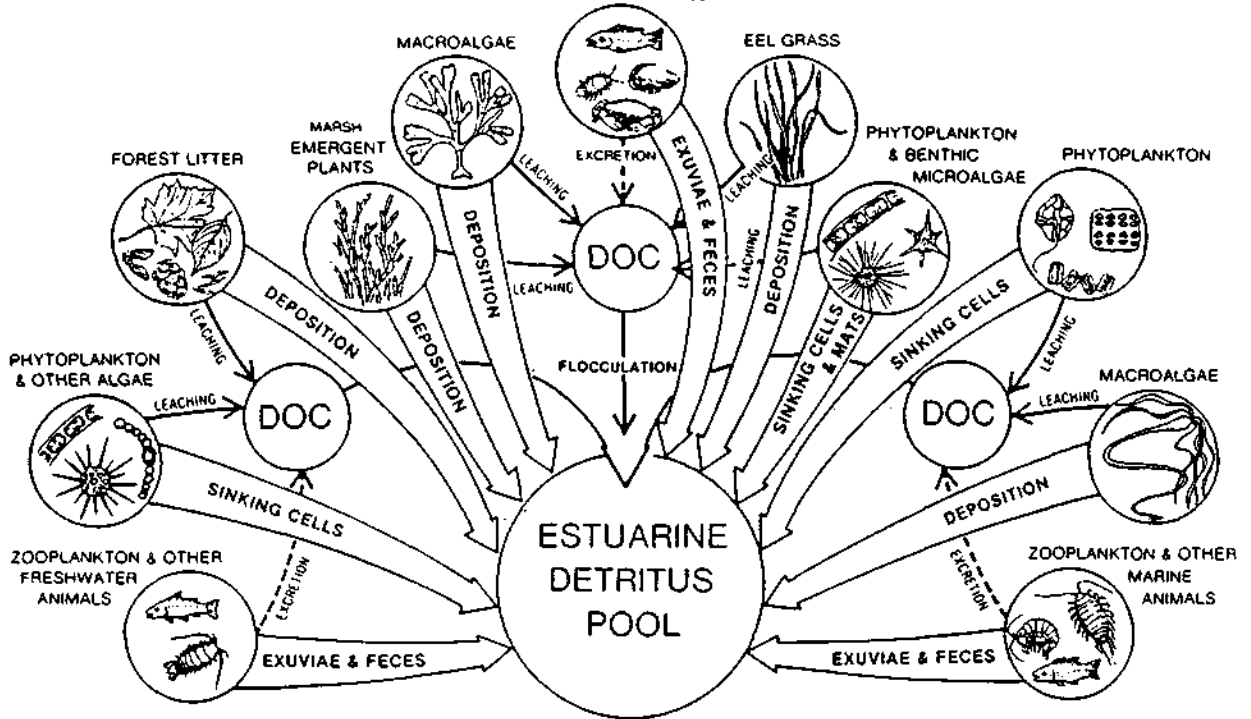 MACROALGAE
EEL GRASS
MARSH
EMERGENT
PLANTS
FOREST LITTER
PHYTOPLANKTON
& BENTHIC
MICROALGAE
PHYTOPLANKTON
EXCRETION
LEACHING
LEACHING
EXUVIAE & FECES
DEPOSITION
DOC
LEACHING
LEACHING
DEPOSITION
DEPOSITION
DEPOSITION
SINKING CELLS
& MATS
SINKING CELLS
LEACHING
LEACHING
FLOCCULATION
PHYTOPLANKTON
& OTHER ALGAE
LEACHING
DOC
DOC
LEACHING
MACROALGAE
SINKING CELLS
DEPOSITION
ESTUARINE
DETRITUS
POOL
ZOOPLANKTON & OTHER
FRESHWATER
ANIMALS
EXCRETION
EXUVIAE & FECES
EXCRETION
ZOOPLANKTON & OTHER
MARINE
ANIMALS
EXUVIAE & FECES